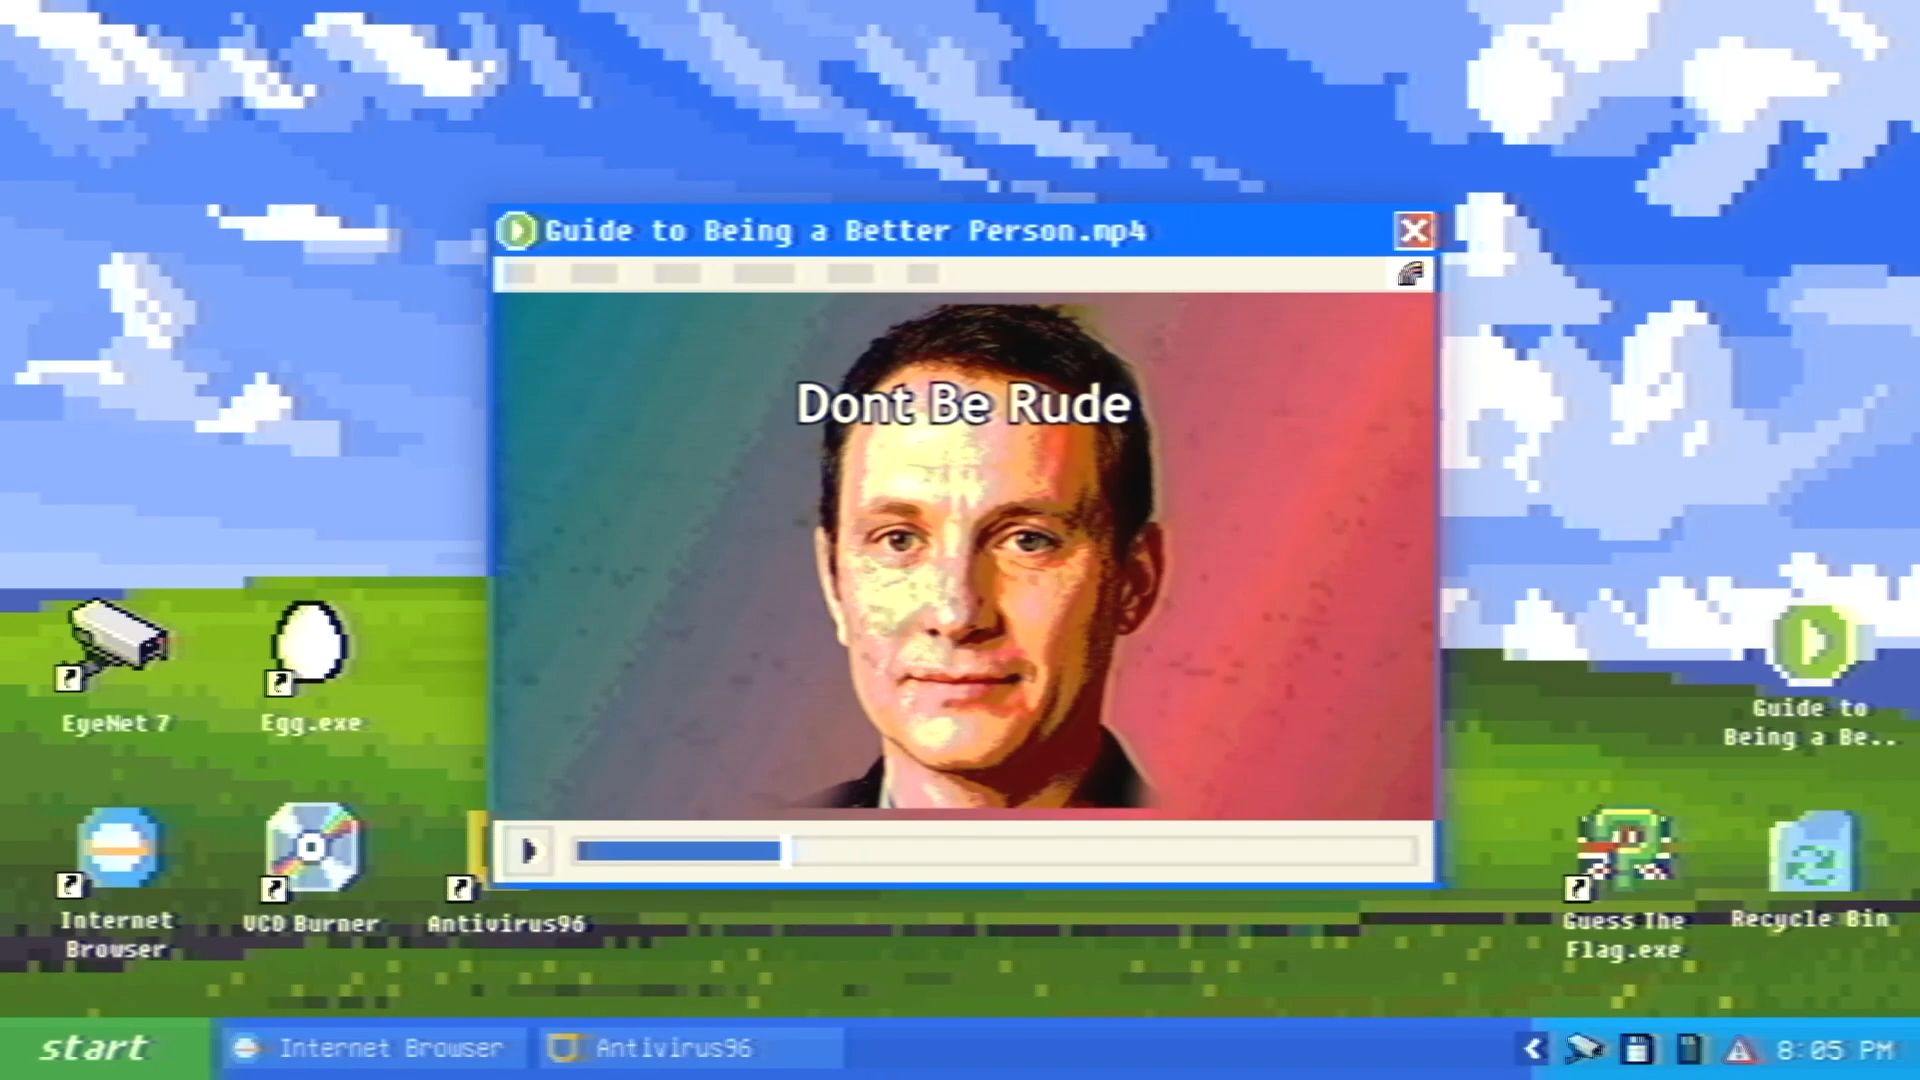 Guide to Being a Better Person.mp4
Dont Be Rude
EyeNet 7
Egg.exe
Guide to
Being a Be..
Internet
Browser
VCD Burner
Antivirus96
Guess The
Flag.exe
Recycle Bin
start
Internet Browser
Antivirus96
8:05 PM